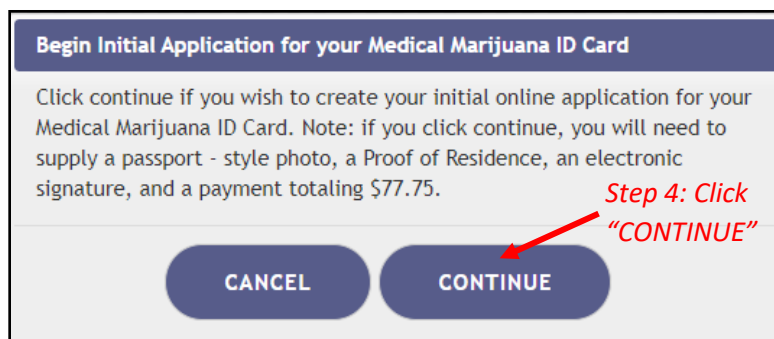 Begin Initial Application for your Medical Marijuana ID Card
Click continue if you wish to create your initial online application for your
Medical Marijuana ID Card. Note: if you click continue, you will need to
supply a passport - style photo, a Proof of Residence, an electronic
signature, and a payment totaling $77.75.
Step 4: Click
“CONTINUE”
CANCEL
CONTINUE